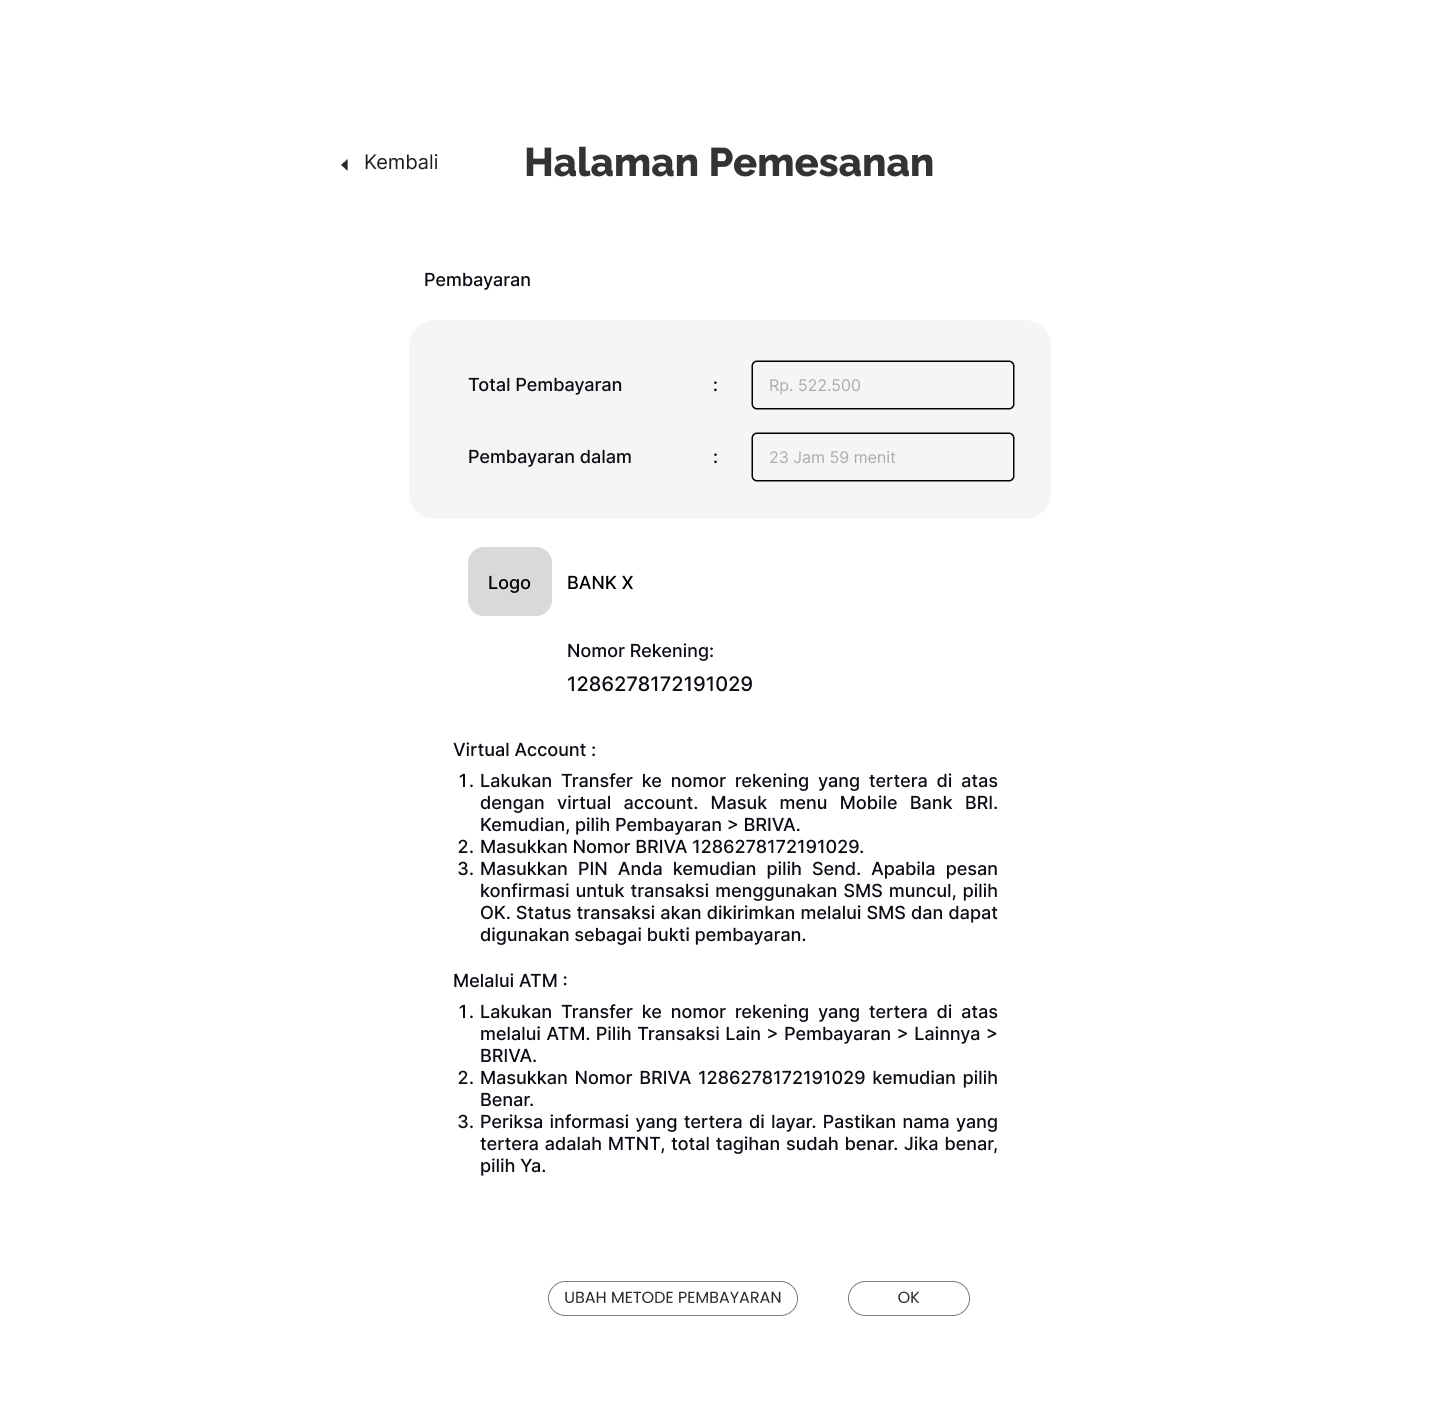 Kembali
Halaman Pemesanan
Pembayaran
Total Pembayaran : Rp. 522.500
Pembayaran dalam : 23 Jam 59 menit
Logo BANK X
Nomor Rekening:
1286278172191029
Virtual Account :
1. Lakukan Transfer ke nomor rekening yang tertera di atas
dengan virtual account. Masuk menu Mobile Bank BRI.
Kemudian, pilih Pembayaran > BRIVA.
2. Masukkan Nomor BRIVA 1286278172191029.
3. Masukkan PIN Anda kemudian pilih Send. Apabila pesan
konfirmasi untuk transaksi menggunakan SMS muncul, pilih
OK. Status transaksi akan dikirimkan melalui SMS dan dapat
digunakan sebagai bukti pembayaran.
Melalui ATM :
1. Lakukan Transfer ke nomor rekening yang tertera di atas
melalui ATM. Pilih Transaksi Lain > Pembayaran > Lainnya >
BRIVA.
2. Masukkan Nomor BRIVA 1286278172191029 kemudian pilih
Benar.
3. Periksa informasi yang tertera di layar. Pastikan nama yang
tertera adalah MTNT, total tagihan sudah benar. Jika benar,
pilih Ya.
UBAH METODE PEMBAYARAN OK